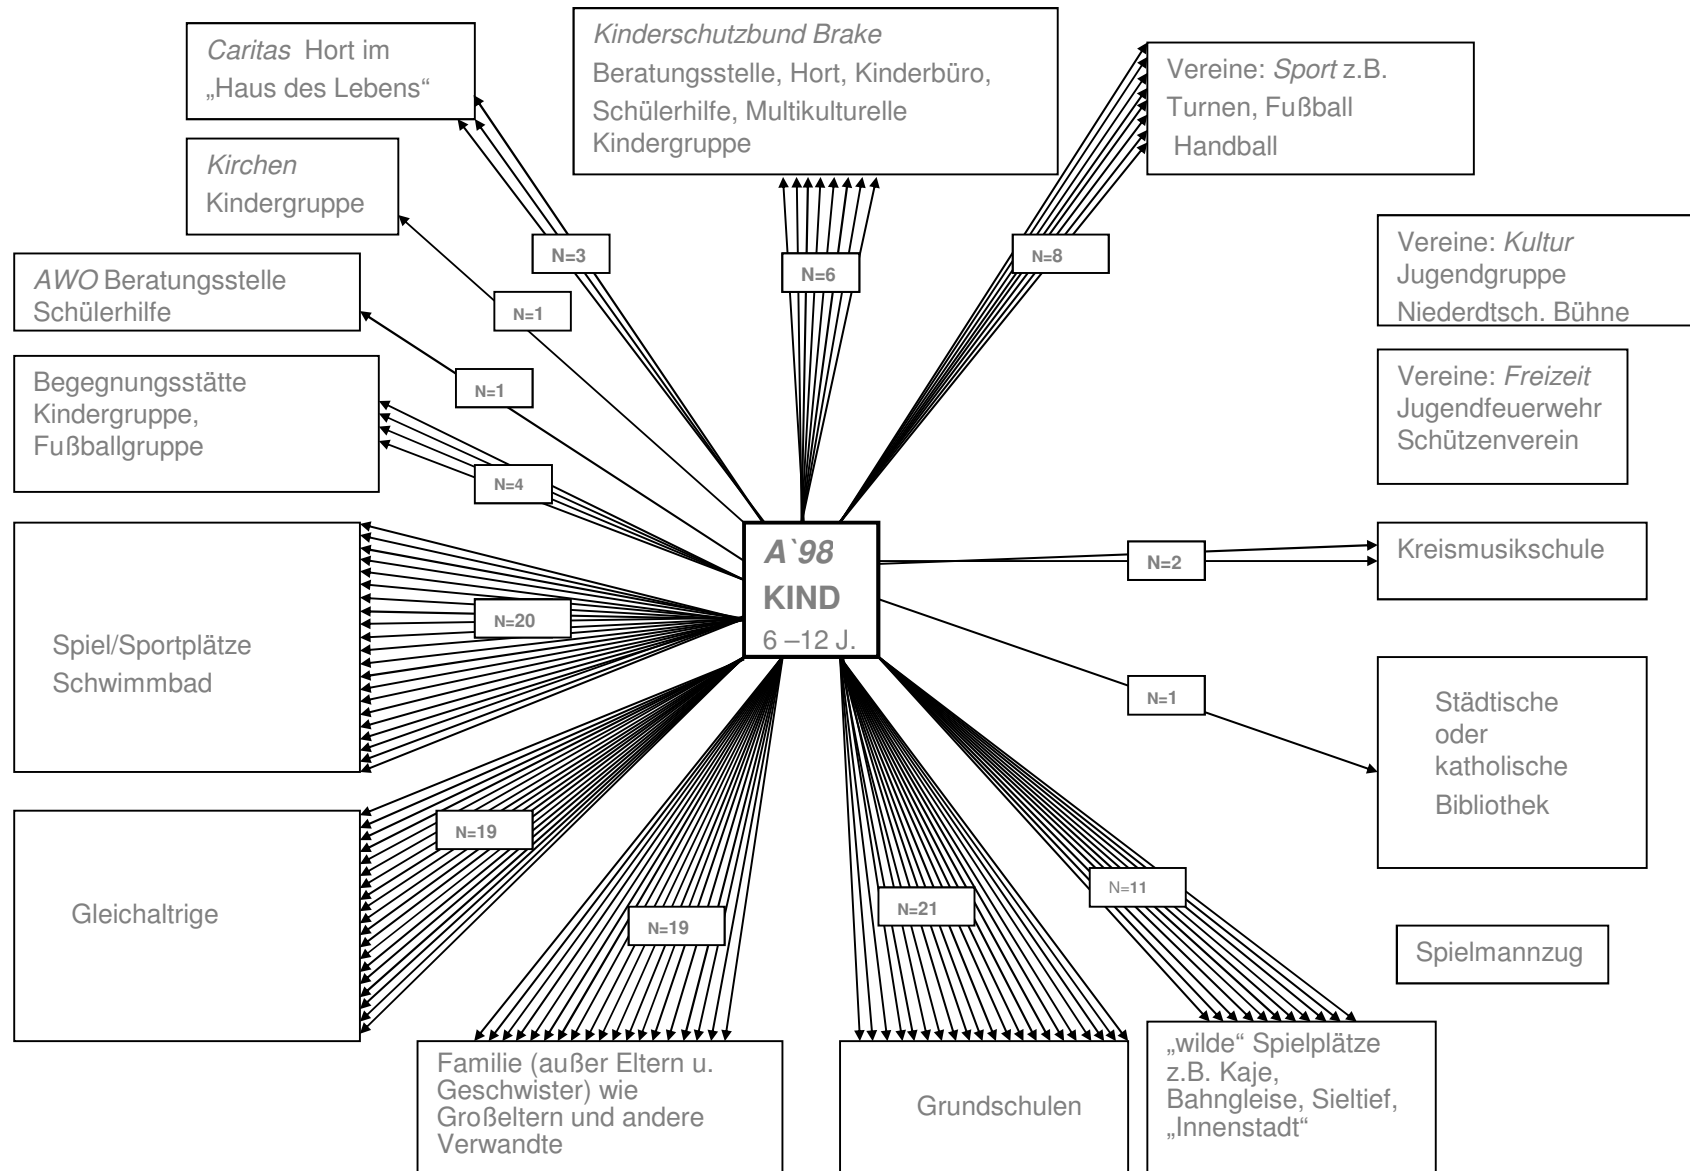 Caritas Hort im
„Haus des Lebens“
Kinderschutzbund Brake
Beratungsstelle, Hort, Kinderbüro,
Schülerhilfe, Multikulturelle
Kindergruppe
Vereine: Sport z.B.
Turnen, Fußball
Handball
Kirchen
Kindergruppe
Vereine: Kultur
Jugendgruppe
Niederdtsch. Bühne
N=3
N=6
N=8
AWO Beratungsstelle
Schülerhilfe
N=1
Vereine: Freizeit
Jugendfeuerwehr
Schützenverein
Begegnungsstätte
Kindergruppe,
Fußballgruppe
N=1
N=4
A`98
KIND
6 –12 J.
N=2
Kreismusikschule
N=20
Spiel/Sportplätze
Schwimmbad
N=1
Städtische
oder
katholische
Bibliothek
N=19
Gleichaltrige
N=19
N=21
N=11
Spielmannzug
Familie (außer Eltern u.
Geschwister) wie
Großeltern und andere
Verwandte
Grundschulen
„wilde“ Spielplätze
z.B. Kaje,
Bahngleise, Sieltief,
„Innenstadt“